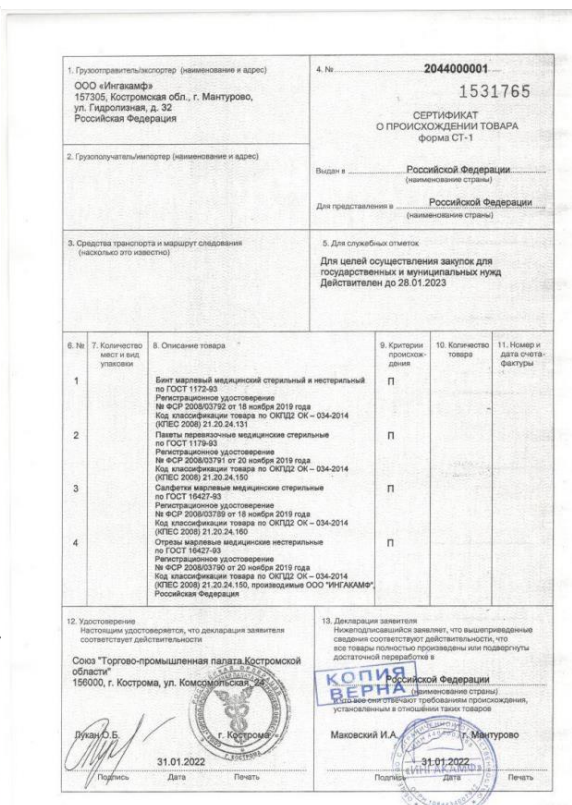 1. Грузоотправитель/экспортер (наименование и адрес)
ООО «Ингакамф»
157305, Костромская обл., г. Мантурово,
ул. Гидролизная, д. 32
Российская Федерация
2. Грузополучатель/импортер (наименование и адрес)
3. Средства транспорта и маршрут следования
(насколько это известно)
4. № 2044000001
1531765
СЕРТИФИКАТ
О ПРОИСХОЖДЕНИИ ТОВАРА
форма СТ-1
Выдан в Российской Федерации
(наименование страны)
Для представления в Российской Федерации
(наименование страны)
5. Для служебных отметок
Для целей осуществления закупок для
государственных и муниципальных нужд
Действителен до 28.01.2023
6. №
7. Количество
мест и вид
упаковки
8. Описание товара
9. Критерии
происхож-
дения
10. Количество
товара
11. Номер и
дата счета-
фактуры
1
Бинт марлевый медицинский стерильный и нестерильный
по ГОСТ 1172-93
Регистрационное удостоверение
№ ФСР 2008/03792 от 18 ноября 2019 года
Код классификации товара по ОКПД2 ОК – 034-2014
(КПЕС 2008) 21.20.24.131
П
2
Пакеты перевязочные медицинские стерильные
по ГОСТ 1179-93
Регистрационное удостоверение
№ ФСР 2008/03791 от 20 ноября 2019 года
Код классификации товара по ОКПД2 ОК – 034-2014
(КПЕС 2008) 21.20.24.150
П
3
Салфетки марлевые медицинские стерильные
по ГОСТ 16427-93
Регистрационное удостоверение
№ ФСР 2008/03789 от 18 ноября 2019 года
Код классификации товара по ОКПД2 ОК – 034-2014
(КПЕС 2008) 21.20.24.160
П
4
Отрезы марлевые медицинские нестерильные
по ГОСТ 16427-93
Регистрационное удостоверение
№ ФСР 2008/03790 от 20 ноября 2019 года
Код классификации товара по ОКПД2 ОК – 034-2014
(КПЕС 2008) 21.20.24.150, производимые ООО "ИНГАКАМФ",
Российская Федерация
П
12. Удостоверение
Настоящим удостоверяется, что декларация заявителя
соответствует действительности
Союз "Торгово-промышленная палата Костромской
области"
156000, г. Кострома, ул. Комсомольская, 24
Лукан О.Б. г. Кострома
31.01.2022
Подпись Дата Печать
13. Декларация заявителя
Нижеподписавшийся заявляет, что вышеприведенные
сведения соответствуют действительности, что
все товары полностью произведены или подвергнуты
достаточной переработке в
Российской Федерации
(наименование страны)
и что все они отвечают требованиям происхождения,
установленным в отношении таких товаров
КОПИЯ
ВЕРНА
Маковский И.А. г. Мантурово
31.01.2022
«ИНГАКАМФ»
Подпись Дата Печать